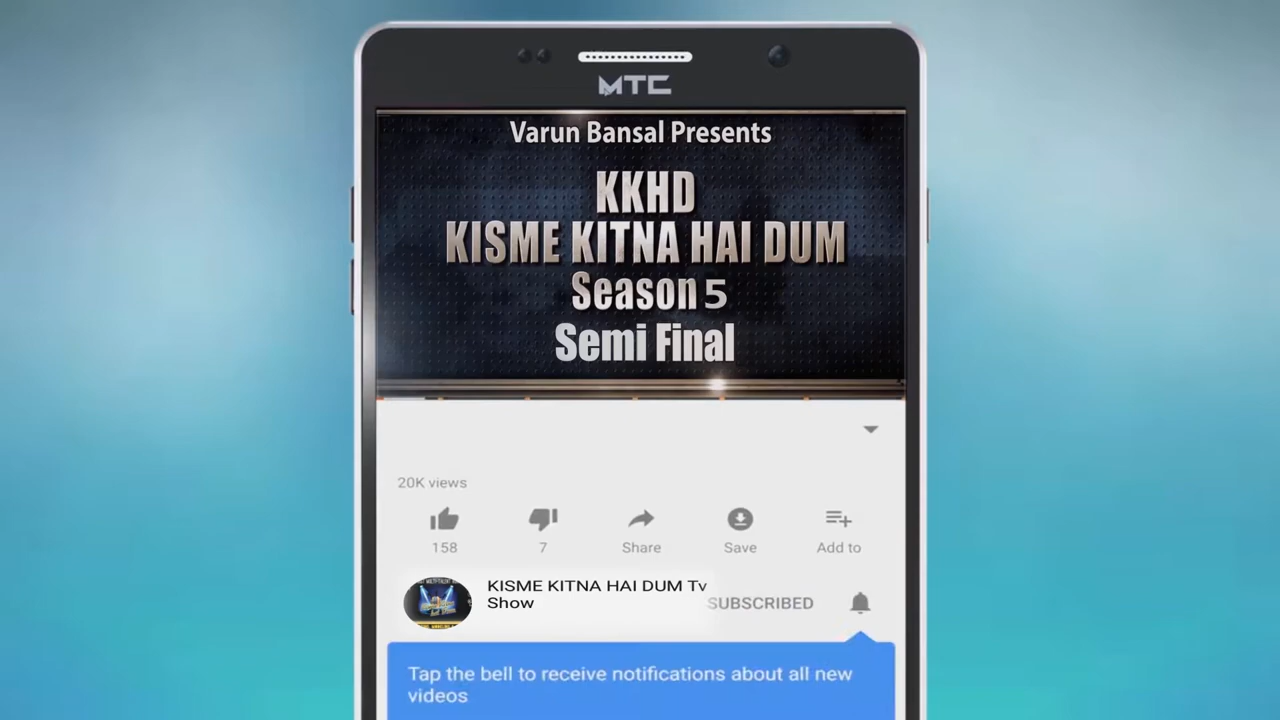 MTC
Varun Bansal Presents
KKHD
KISME KITNA HAI DUM
Season 5
Semi Final
20K views
158
7
Share
Save
Add to
KISME KITNA HAI DUM Tv
Show
SUBSCRIBED
Tap the bell to receive notifications about all new
videos